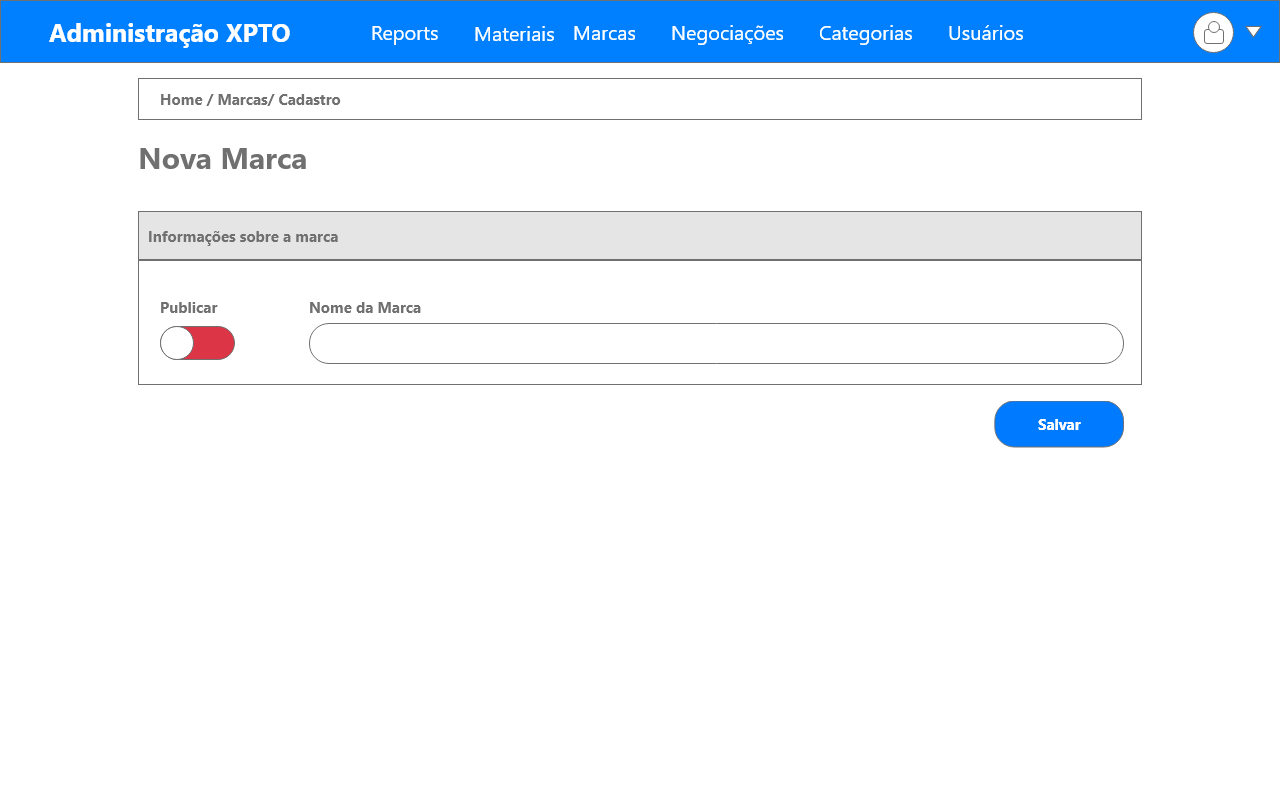 Administração XPTO Reports Materiais Marcas Negociações Categorias Usuários
Home / Marcas/ Cadastro
Nova Marca
Informações sobre a marca
Publicar Nome da Marca
Salvar